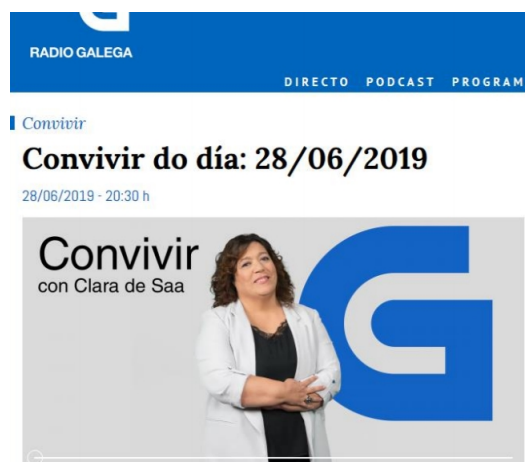 RADIO GALEGA
DIRECTO PODCAST PROGRAM
Convivir
Convivir do día: 28/06/2019
28/06/2019 - 20:30 h
Convivir
con Clara de Saa